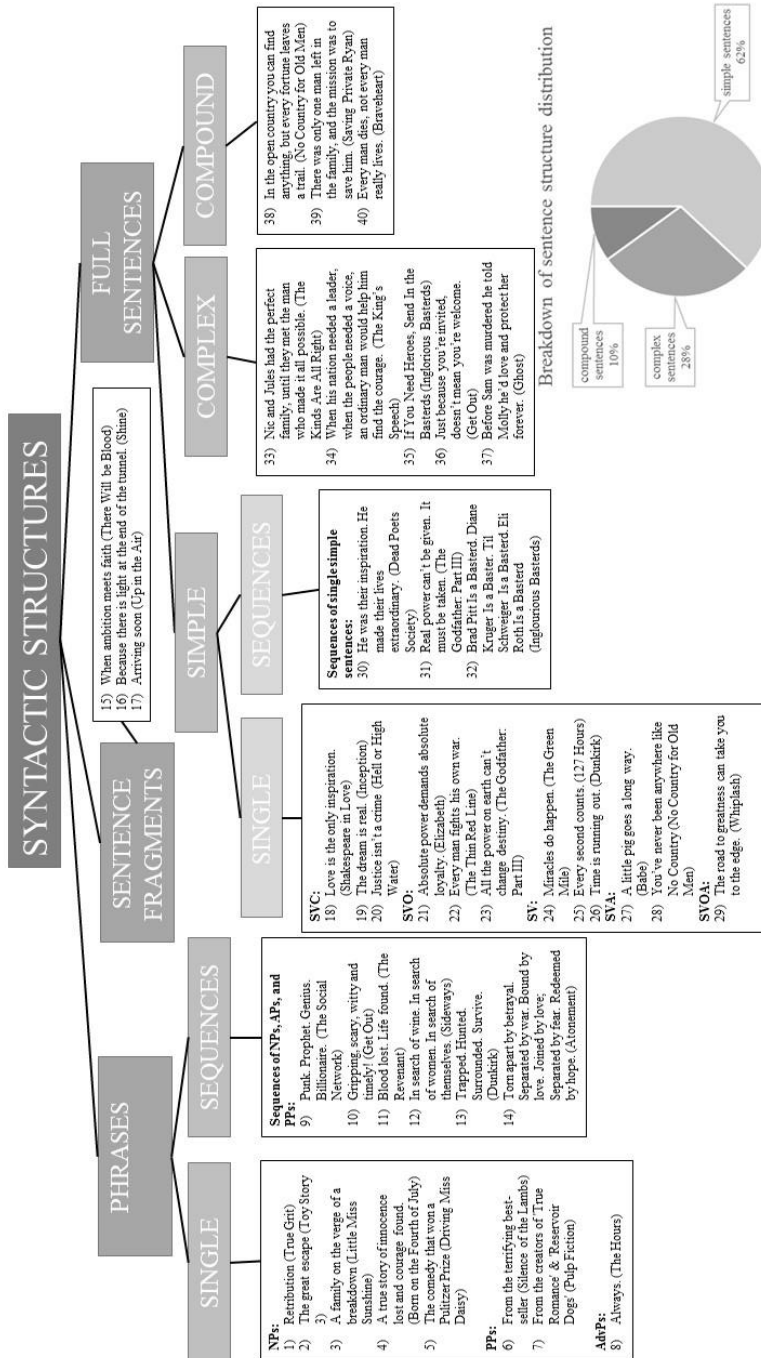 SYNTACTIC STRUCTURES
PHRASES
SENTENCE
FRAGMENTS
FULL
SENTENCES
15) When ambition meets faith (There Will be Blood)
16) Because there is light at the end of the tunnel. (Shine)
17) Arriving soon (Up in the Air)
SINGLE
SEQUENCES
SIMPLE
COMPLEX
COMPOUND
SINGLE
SEQUENCES
NPs:
1) Retribution (True Grit)
2) The great escape (Toy Story
3)
3) A family on the verge of a
breakdown (Little Miss
Sunshine)
4) A true story of innocence
lost and courage found.
(Born on the Fourth of July)
5) The comedy that won a
Pulitzer Prize (Driving Miss
Daisy)
PPs:
6) From the terrifying best-
seller (Silence of the Lambs)
7) From the creators of 'True
Romance' & 'Reservoir
Dogs' (Pulp Fiction)
AdvPs:
8) Always. (The Hours)
Sequences of NPs, APs, and
PPs:
9) Punk. Prophet. Genius.
Billionaire. (The Social
Network)
10) Gripping, scary, witty and
timely! (Get Out)
11) Blood lost. Life found. (The
Revenant)
12) In search of wine. In search
of women. In search of
themselves. (Sideways)
13) Trapped. Hunted.
Surrounded. Survive.
(Dunkirk)
14) Torn apart by betrayal.
Separated by war. Bound by
love. Joined by love;
Separated by fear. Redeemed
by hope. (Atonement)
SVC:
18) Love is the only inspiration.
(Shakespeare in Love)
19) The dream is real. (Inception)
20) Justice isn't a crime (Hell or High
Water)
SVO:
21) Absolute power demands absolute
loyalty. (Elizabeth)
22) Every man fights his own war.
(The Thin Red Line)
23) All the power on earth can't
change destiny. (The Godfather:
Part III)
SV:
24) Miracles do happen. (The Green
Mile)
25) Every second counts. (127 Hours)
26) Time is running out. (Dunkirk)
SVA:
27) A little pig goes a long way.
(Babe)
28) You've never been anywhere like
No Country (No Country for Old
Men)
SVOA:
29) The road to greatness can take you
to the edge. (Whiplash)
Sequences of single simple
sentences:
30) He was their inspiration. He
made their lives
extraordinary. (Dead Poets
Society)
31) Real power can't be given. It
must be taken. (The
Godfather: Part III)
32) Brad Pitt Is a Basterd. Diane
Kruger Is a Baster. Til
Schweiger Is a Basterd. Eli
Roth Is a Basterd
(Inglourious Basterds)
33) Nic and Jules had the perfect
family, until they met the man
who made it all possible. (The
Kinds Are All Right)
34) When his nation needed a leader,
when the people needed a voice,
an ordinary man would help him
find the courage. (The King's
Speech)
35) If You Need Heroes, Send In the
Basterds (Inglorious Basterds)
36) Just because you're invited,
doesn't mean you're welcome.
(Get Out)
37) Before Sam was murdered he told
Molly he'd love and protect her
forever. (Ghost)
38) In the open country you can find
anything, but every fortune leaves
a trail. (No Country for Old Men)
39) There was only one man left in
the family, and the mission was to
save him. (Saving Private Ryan)
40) Every man dies, not every man
really lives. (Braveheart)
Breakdown of sentence structure distribution
compound
sentences
10%
complex
sentences
28%
simple sentences
62%